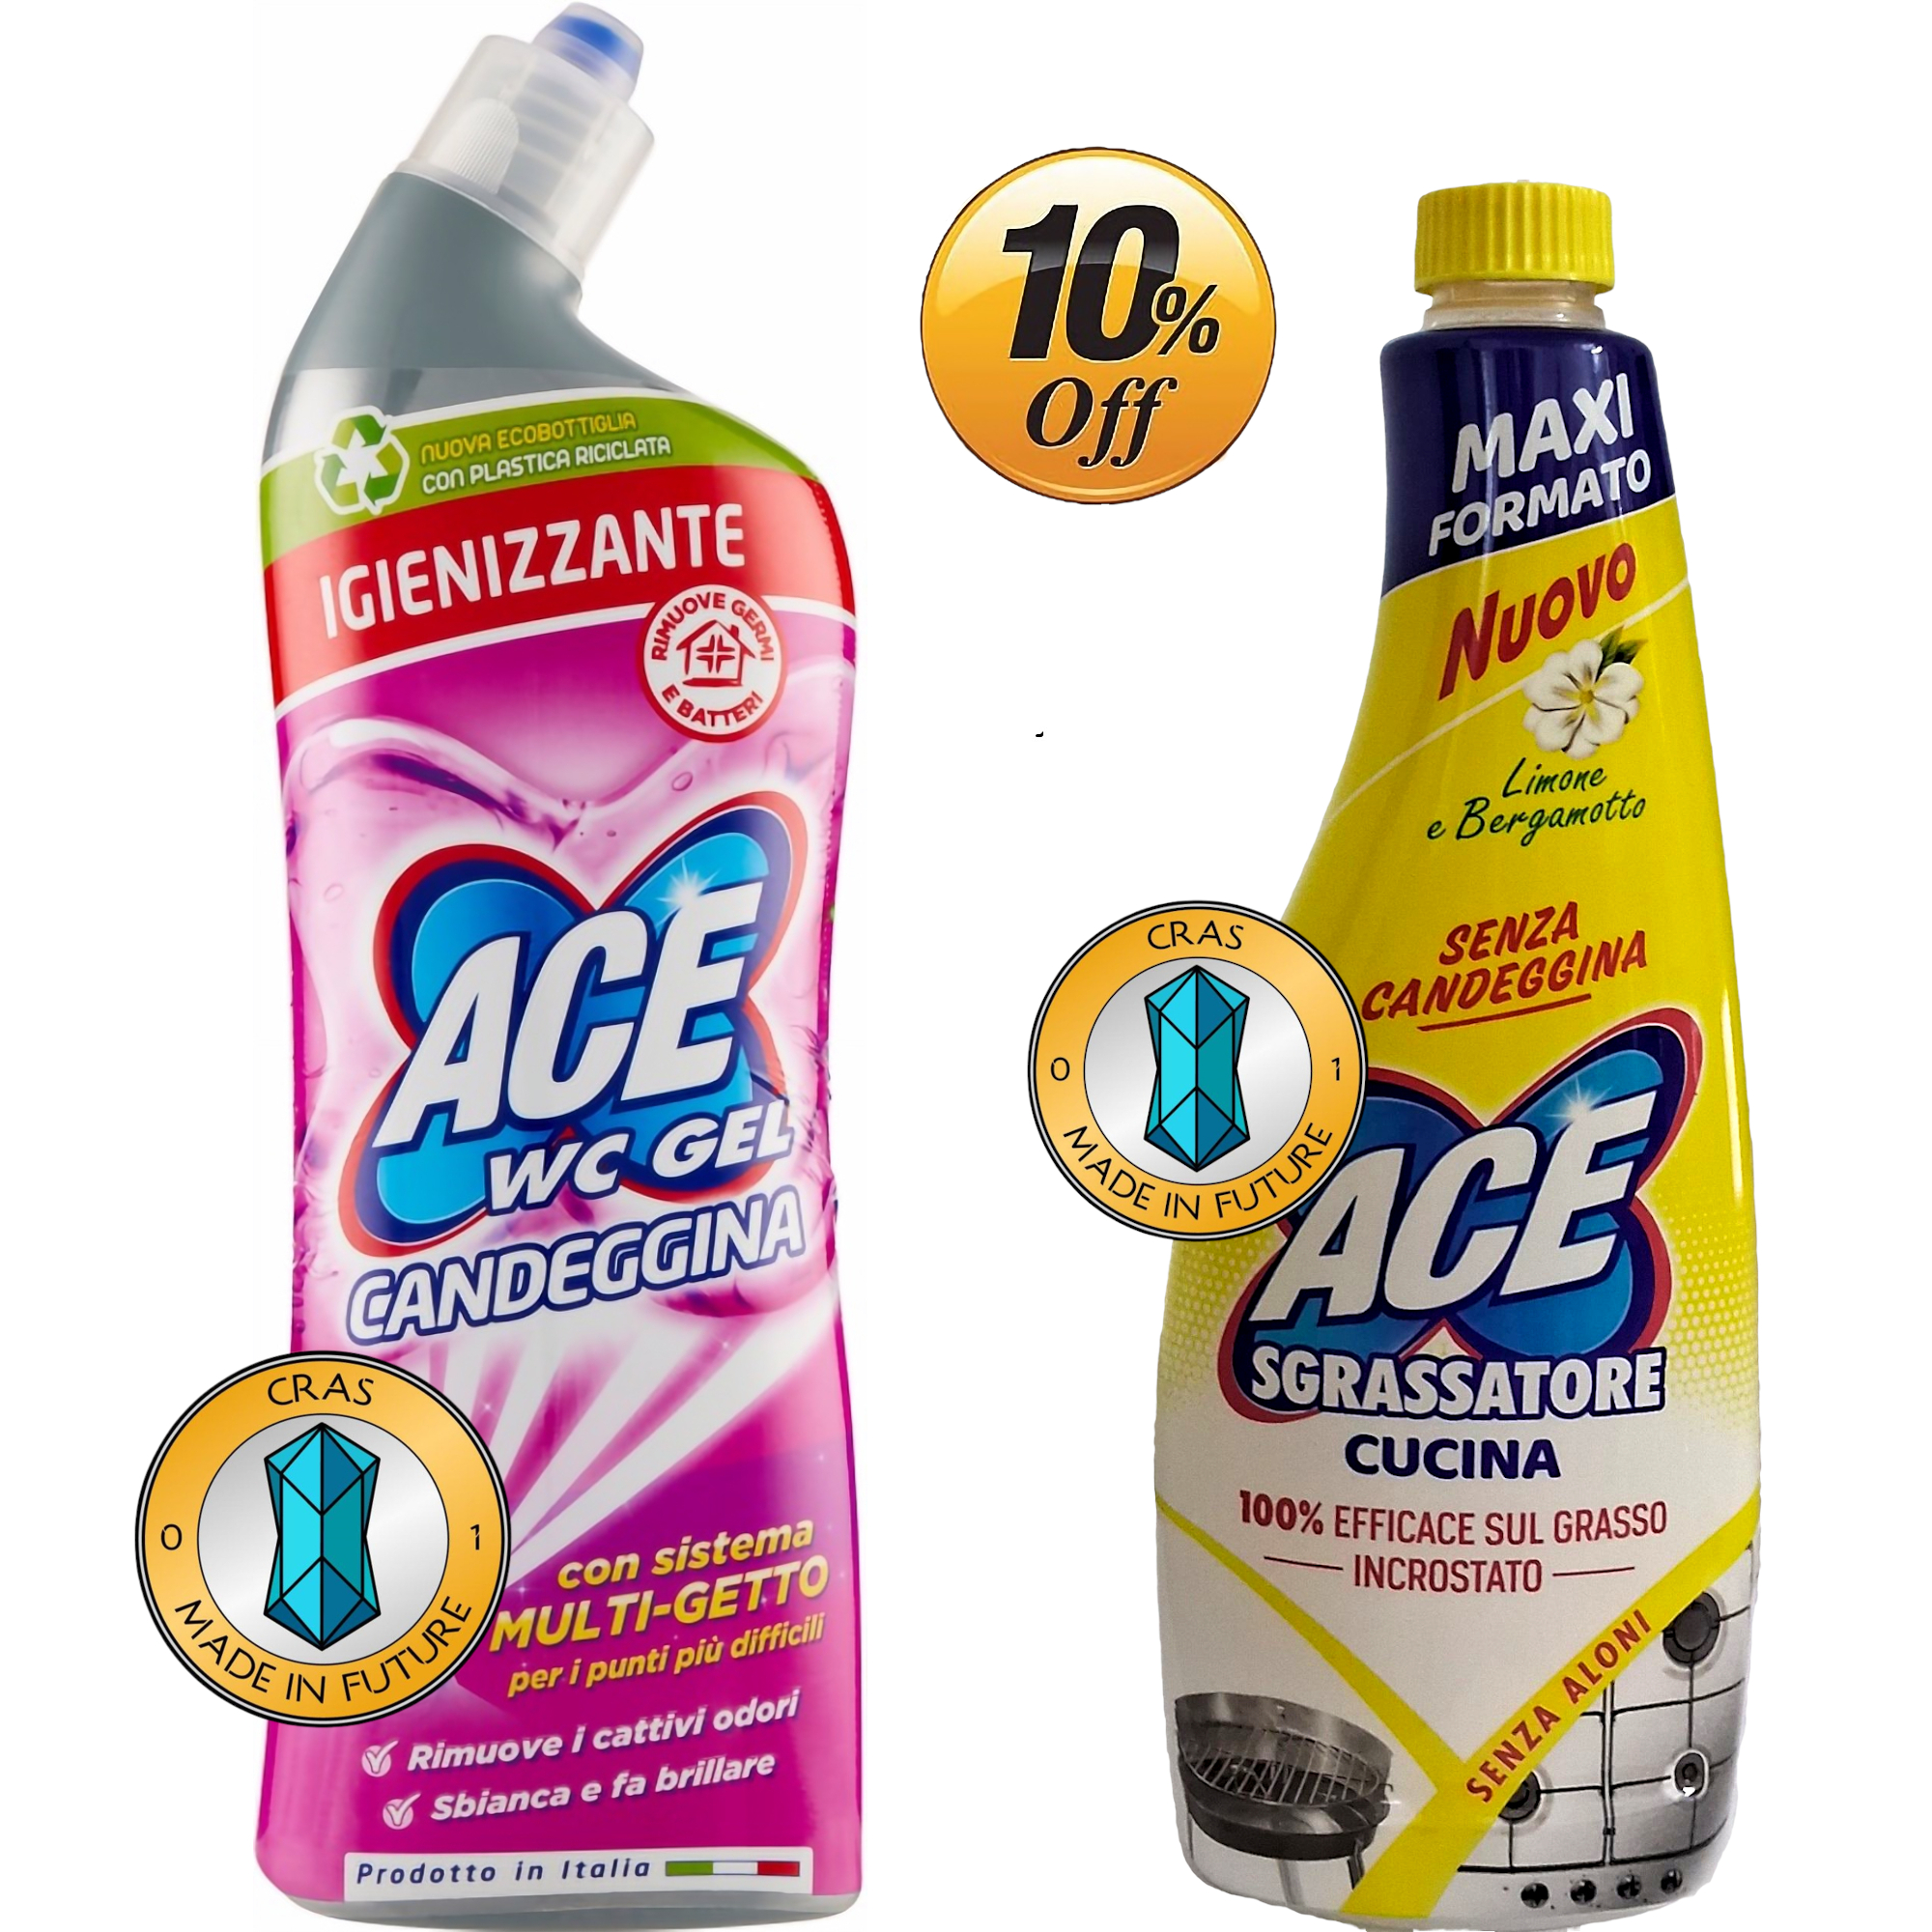 NUOVA ECOBOTTIGLIA
CON PLASTICA RICICLATA
IGIENIZZANTE
RIMUOVE GERMI
E BATTERI
ACE
WC GEL
CANDEGGINA
con sistema
MULTI-GETTO
per i punti più difficili
Rimuove i cattivi odori
Sbianca e fa brillare
Prodotto in Italia
CRAS
0 1
MADE IN FUTURE
10%
Off
MAXI
FORMATO
NUOVO
Limone
e Bergamotto
SENZA
CANDEGGINA
CRAS
0 1
MADE IN FUTURE
ACE
SGRASSATORE
CUCINA
100% EFFICACE SUL GRASSO
INCROSTATO
SENZA ALONI